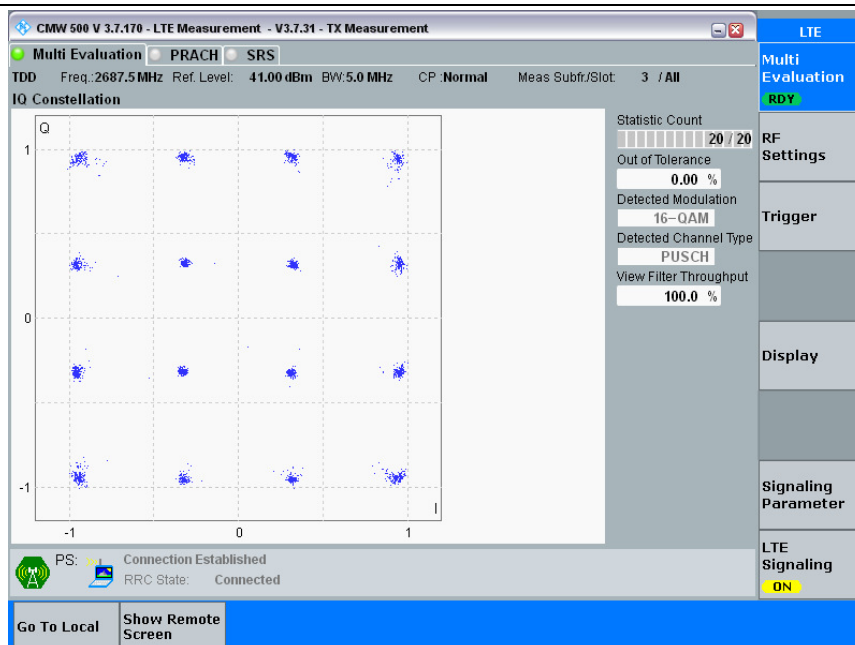 CMW 500 V 3.7.170 - LTE Measurement - V3.7.31 - TX Measurement
LTE
Multi Evaluation PRACH SRS
TDD Freq.:2687.5 MHz Ref. Level: 41.00 dBm BW:5.0 MHz CP :Normal Meas Subfr./Slot: 3 / All
IQ Constellation
Q
1
0
-1
-1 0 1
I
Statistic Count
20 / 20
Out of Tolerance
0.00 %
Detected Modulation
16-QAM
Detected Channel Type
PUSCH
View Filter Throughput
100.0 %
Multi
Evaluation
RDY
RF
Settings
Trigger
Display
Signaling
Parameter
LTE
Signaling
ON
PS: Connection Established
RRC State: Connected
Go To Local
Show Remote
Screen